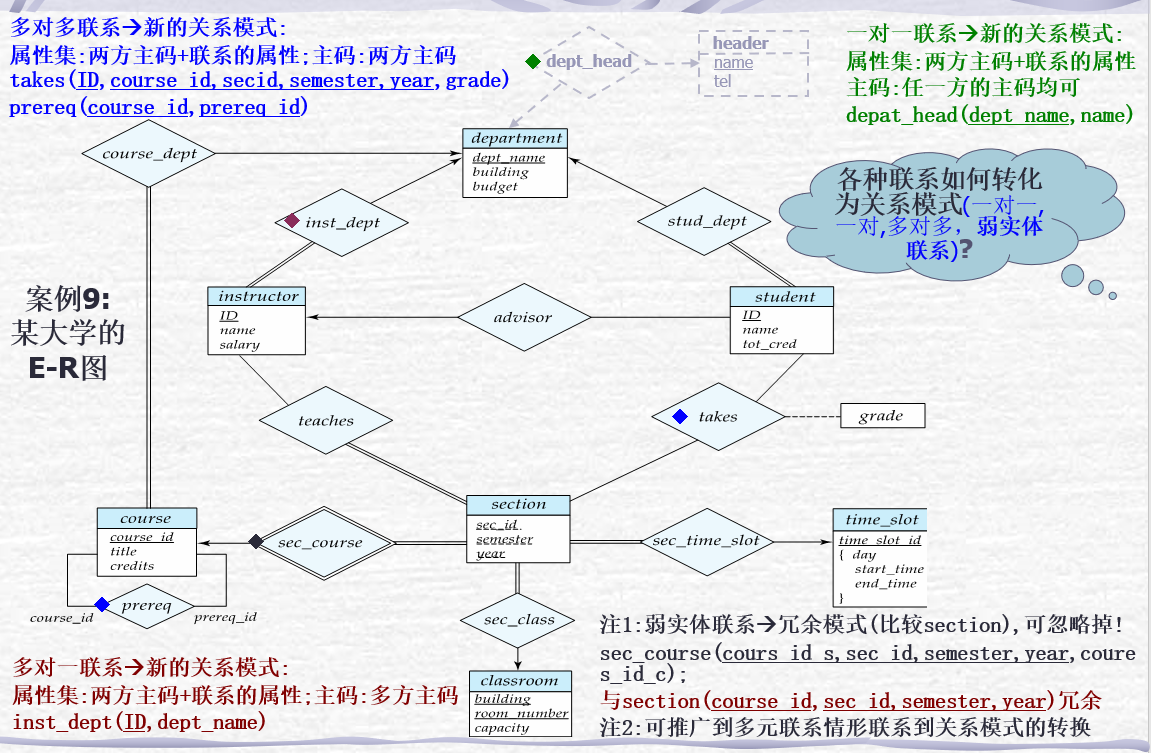 多对多联系→新的关系模式:
属性集:两方主码+联系的属性;主码:两方主码
takes(ID,course_id,secid,semester,year,grade)
prereq(course_id,prereq_id)
dept_head
header
name
tel
一对一联系→新的关系模式:
属性集:两方主码+联系的属性
主码:任一方的主码均可
depat_head(dept_name,name)
course_dept
department
dept_name
building
budget
inst_dept
stud_dept
各种联系如何转化
为关系模式(一对一,
一对,多对多，弱实体
联系)?
案例9:
某大学的
E-R图
instructor
ID
name
salary
advisor
student
ID
name
tot_cred
teaches
takes
grade
course
course_id
title
credits
sec_course
section
sec_id
semester
year
sec_time_slot
time_slot
time_slot_id
{ day
start_time
end_time
}
course_id
prereq
prereq_id
sec_class
classroom
building
room_number
capacity
多对一联系→新的关系模式:
属性集:两方主码+联系的属性;主码:多方主码
inst_dept(ID,dept_name)
注1:弱实体联系→冗余模式(比较section),可忽略掉!
sec_course(cours_id_s,sec_id,semester,year,coure
s_id_c);
与section(course_id,sec_id,semester,year)冗余
注2:可推广到多元联系情形联系到关系模式的转换